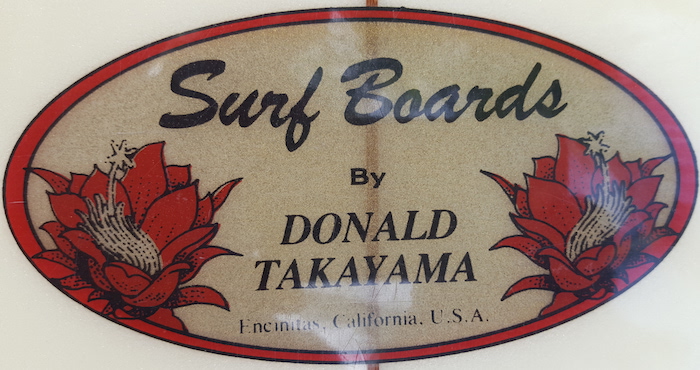 Surf Boards
By
DONALD
TAKAYAMA
Encinitas, California, U.S.A.